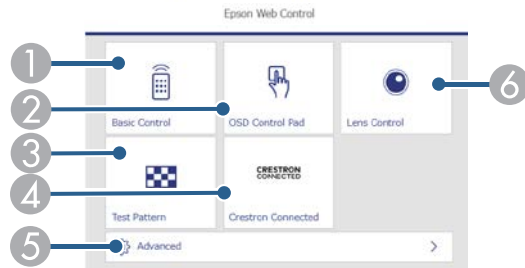 Epson Web Control
1
2
3
4
5
6
Basic Control
OSD Control Pad
Lens Control
CRESTRON
CONNECTED
Test Pattern
Crestron Connected
Advanced